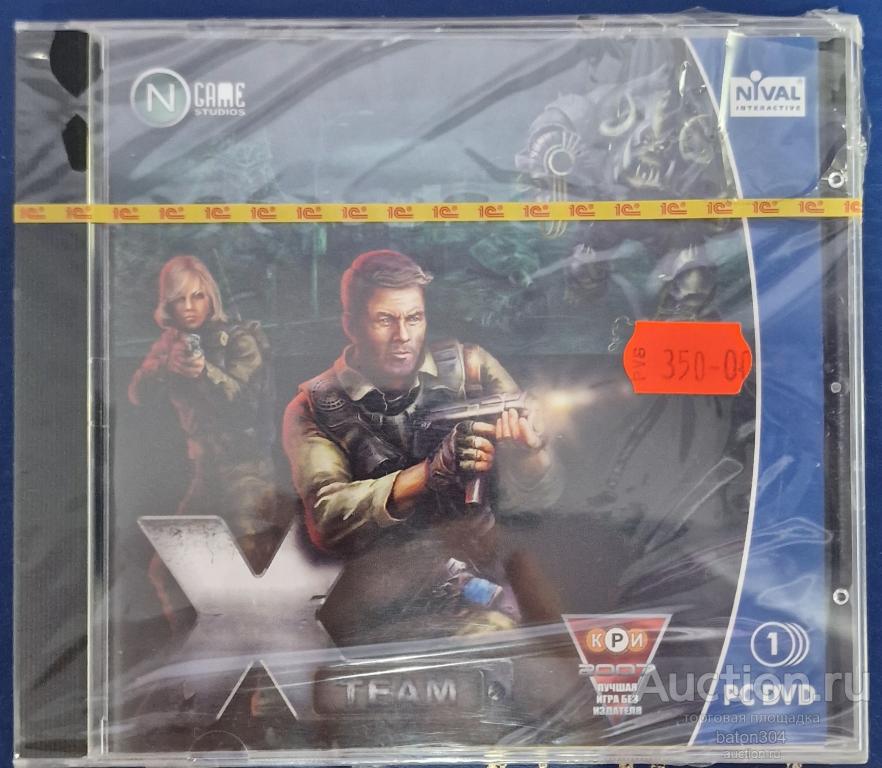 N GAME
STUDIOS
NIVAL
INTERACTIVE
1С 1С 1С 1С 1С 1С 1С 1С 1С 1С 1С 1С 1С 1С 1С 1С 1С 1С 1С
РУБ 350-00
X
TEAM
КРИ
2007
ЛУЧШАЯ
ИГРА БЕЗ
ИЗДАТЕЛЯ
1
PC DVD
Auction.ru
торговая площадка
baton304
auction.ru